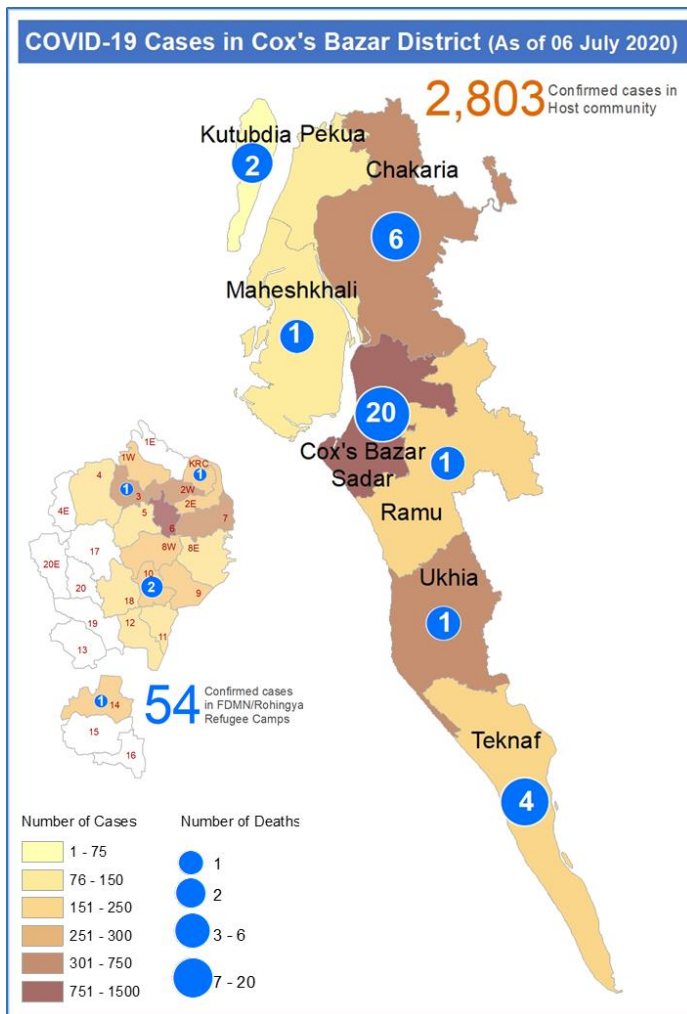 COVID-19 Cases in Cox's Bazar District (As of 06 July 2020)
2,803 Confirmed cases in
Host community
Kutubdia Pekua
2
Chakaria
6
Maheshkhali
1
20
Cox's Bazar
Sadar
1
Ramu
Ukhia
1
Teknaf
4
1E
1W
KRC
4
1
1
3
2W
2E
4E
5
6
7
17
8W
8E
20E
10
20
2
9
18
19
12
11
13
1
14
15
16
54 Confirmed cases
in FDMN/Rohingya
Refugee Camps
Number of Cases
1 - 75
76 - 150
151 - 250
251 - 300
301 - 750
751 - 1500
Number of Deaths
1
2
3 - 6
7 - 20